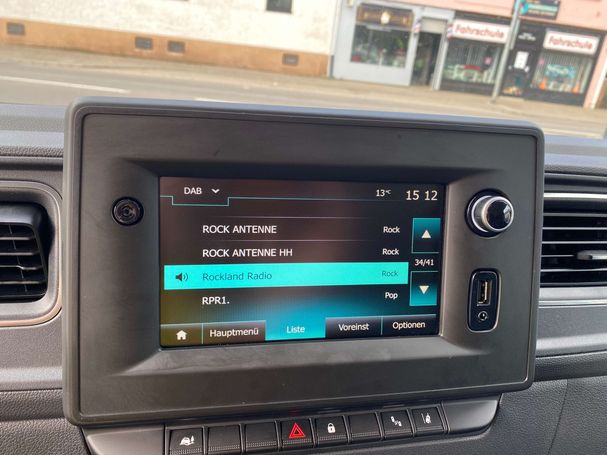 Fahrschule
Fahrschule
Fahrschule
DAB
13°C
15 12
ROCK ANTENNE
Rock
ROCK ANTENNE HH
Rock
Rockland Radio
Rock
34/41
RPR1.
Pop
Hauptmenü
Liste
Voreinst
Optionen